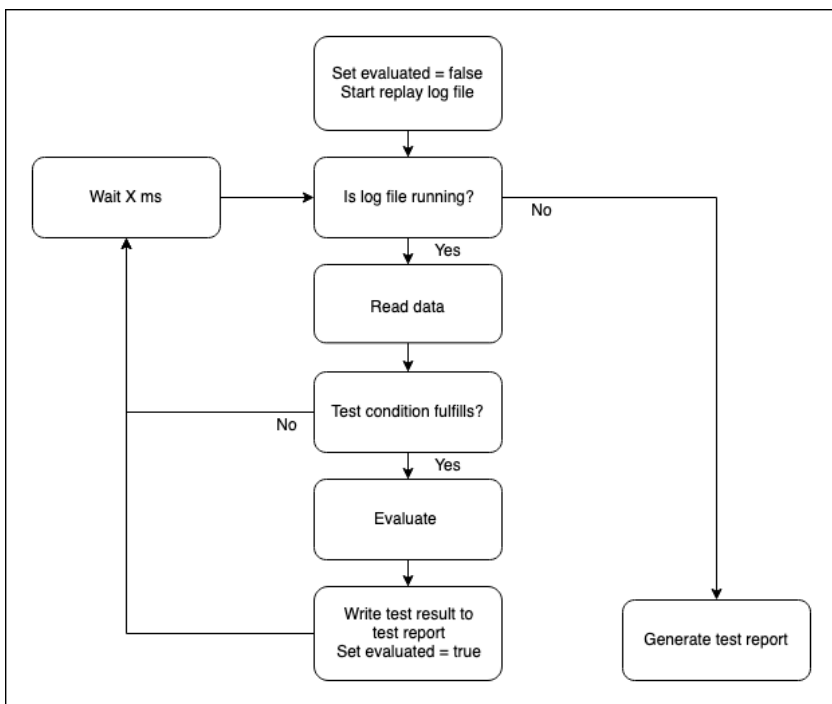 Set evaluated = false
Start replay log file
Wait X ms
Is log file running?
No
Yes
Read data
Test condition fulfills?
No
Yes
Evaluate
Write test result to
test report
Set evaluated = true
Generate test report